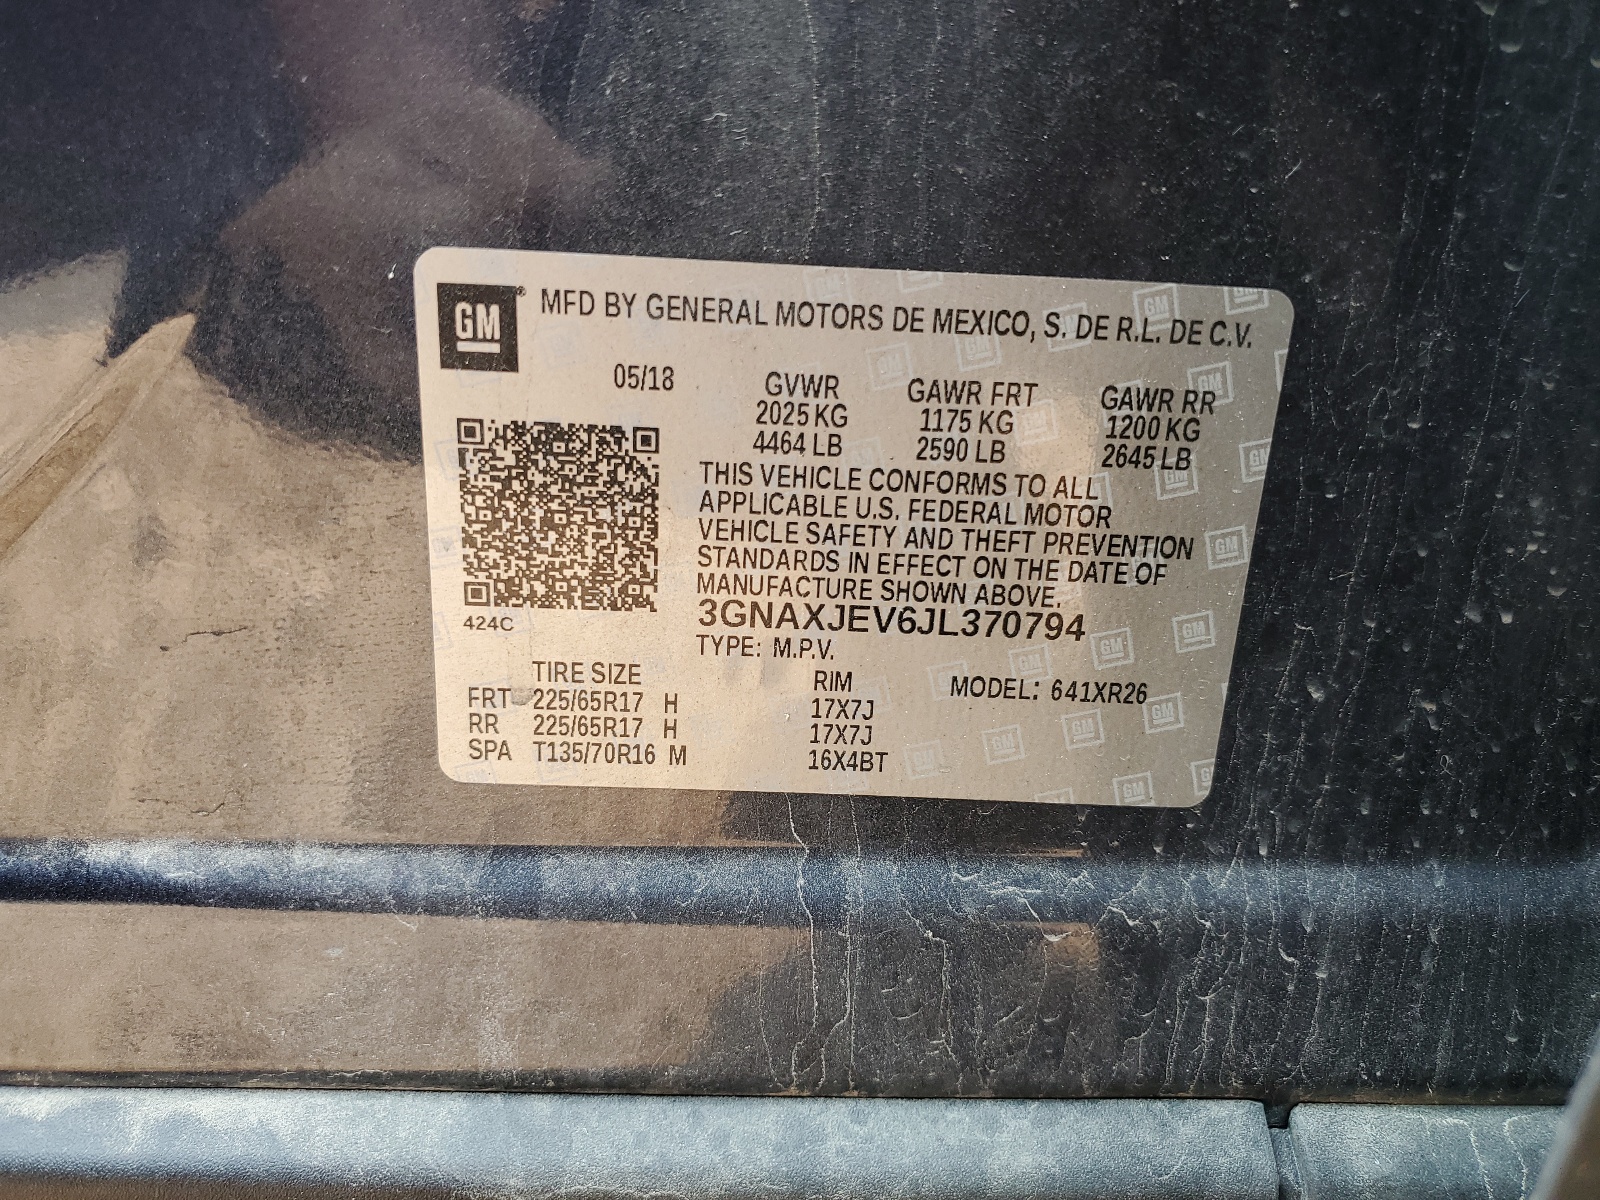 GM® MFD BY GENERAL MOTORS DE MEXICO, S. DE R.L. DE C.V.
05/18 GVWR GAWR FRT GAWR RR
2025 KG 1175 KG 1200 KG
4464 LB 2590 LB 2645 LB
THIS VEHICLE CONFORMS TO ALL
APPLICABLE U.S. FEDERAL MOTOR
VEHICLE SAFETY AND THEFT PREVENTION
STANDARDS IN EFFECT ON THE DATE OF
MANUFACTURE SHOWN ABOVE.
424C 3GNAXJEV6JL370794
TYPE: M.P.V.
TIRE SIZE RIM MODEL: 641XR26
FRT 225/65R17 H 17X7J
RR 225/65R17 H 17X7J
SPA T135/70R16 M 16X4BT